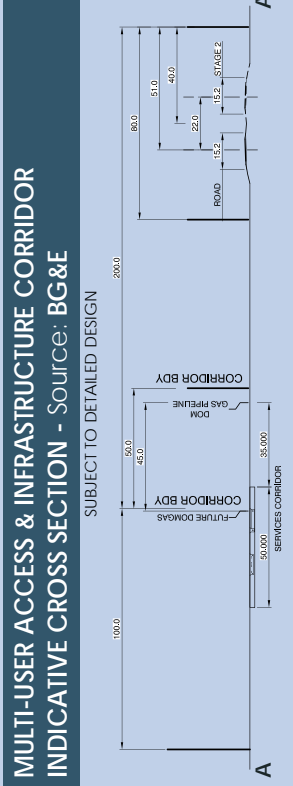 MULTI-USER ACCESS & INFRASTRUCTURE CORRIDOR
INDICATIVE CROSS SECTION - Source: BG&E
SUBJECT TO DETAILED DESIGN
100.0
200.0
50.0
45.0
80.0
51.0
40.0
22.0
15.2
15.2
ROAD
STAGE 2
FUTURE DOMGAS
CORRIDOR BDY
DOM
GAS PIPELINE
CORRIDOR BDY
50.000
35.000
SERVICES CORRIDOR
A
A